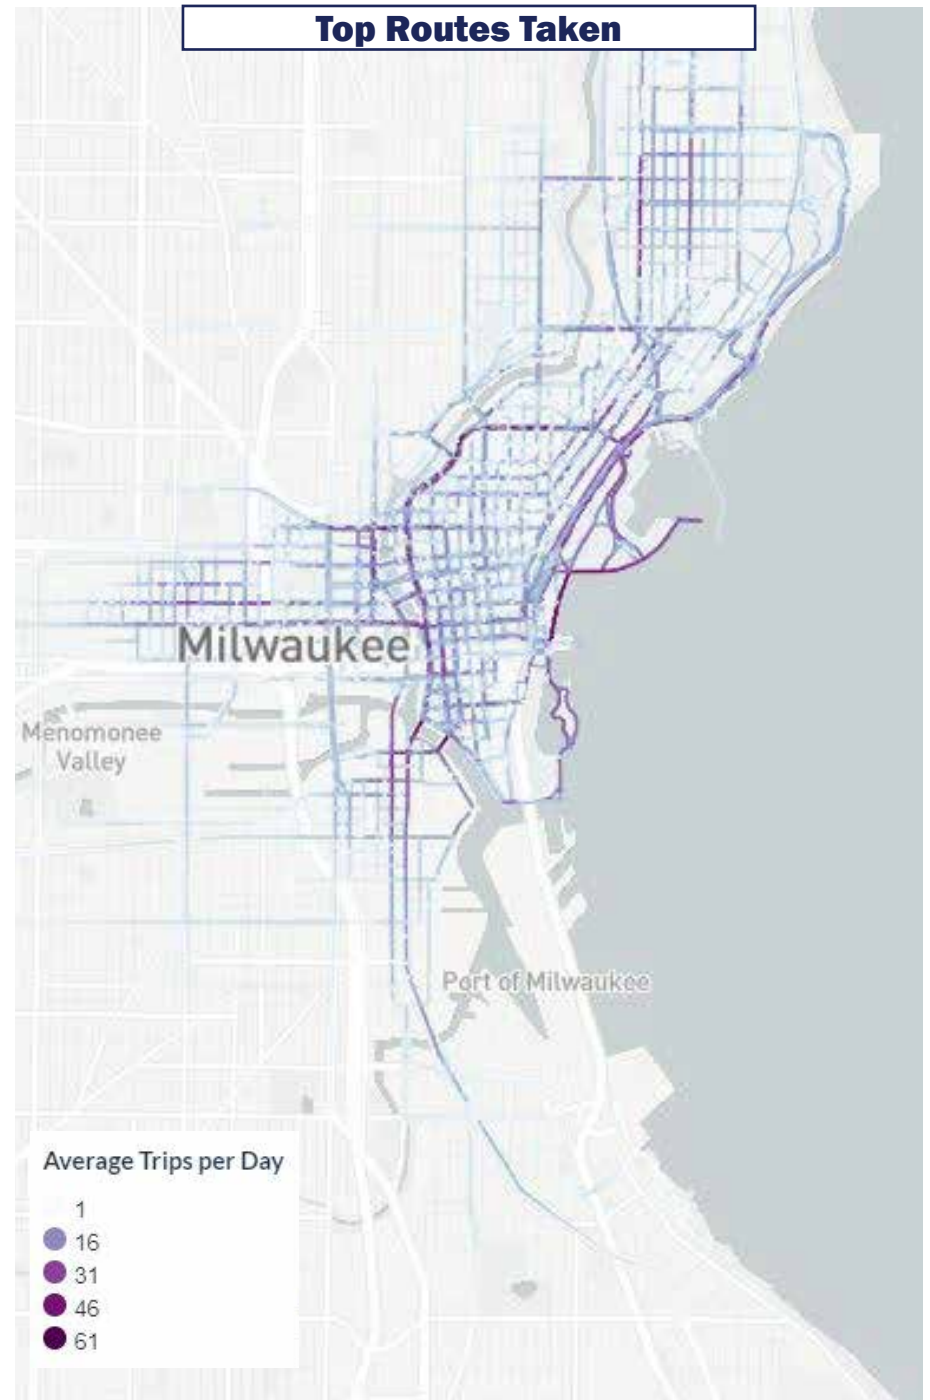 Top Routes Taken
Milwaukee
Menomonee
Valley
Port of Milwaukee
Average Trips per Day
1
16
31
46
61